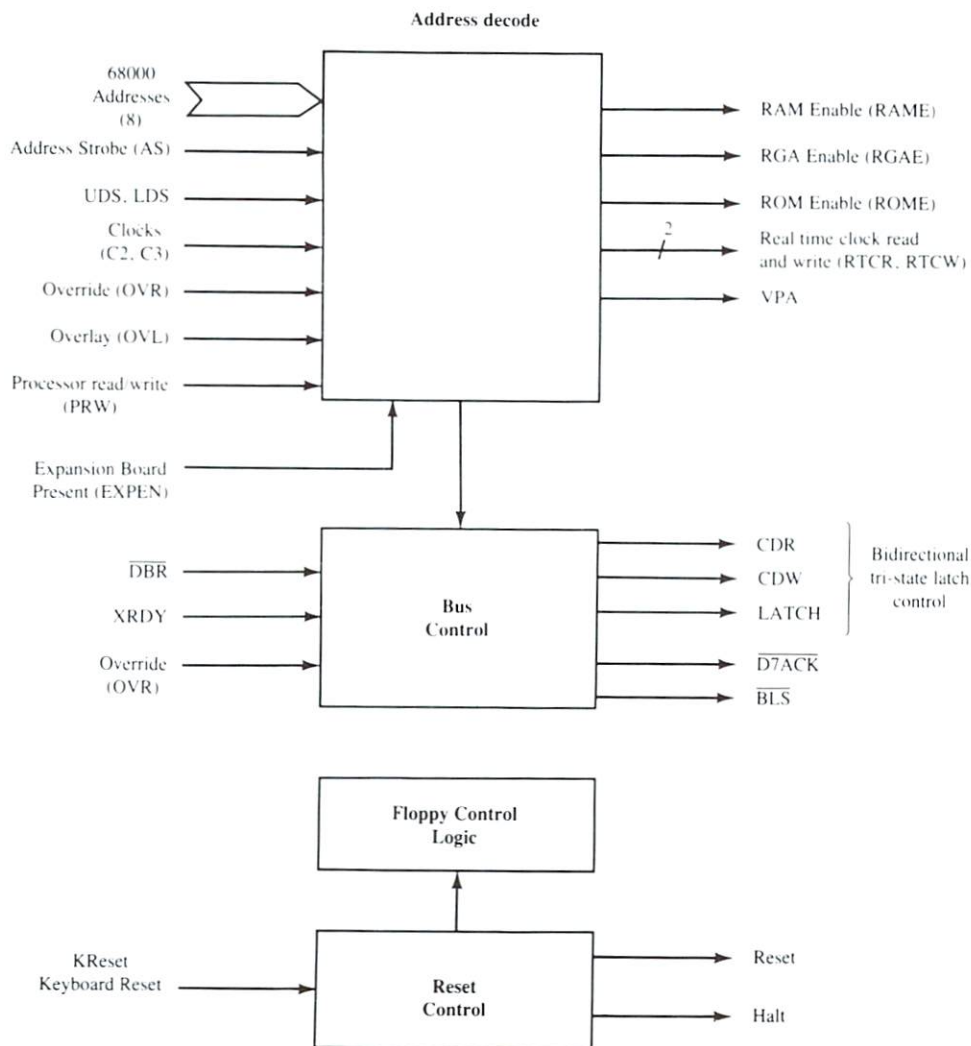 Address decode
68000
Addresses
(8)
Address Strobe (AS)
UDS, LDS
Clocks
(C2, C3)
Override (OVR)
Overlay (OVL)
Processor read/write
(PRW)
Expansion Board
Present (EXPEN)
RAM Enable (RAME)
RGA Enable (RGAE)
ROM Enable (ROME)
2
Real time clock read
and write (RTCR, RTCW)
VPA
DBR
XRDY
Override
(OVR)
Bus
Control
CDR
CDW
LATCH
Bidirectional
tri-state latch
control
D7ACK
BLS
Floppy Control
Logic
KReset
Keyboard Reset
Reset
Control
Reset
Halt